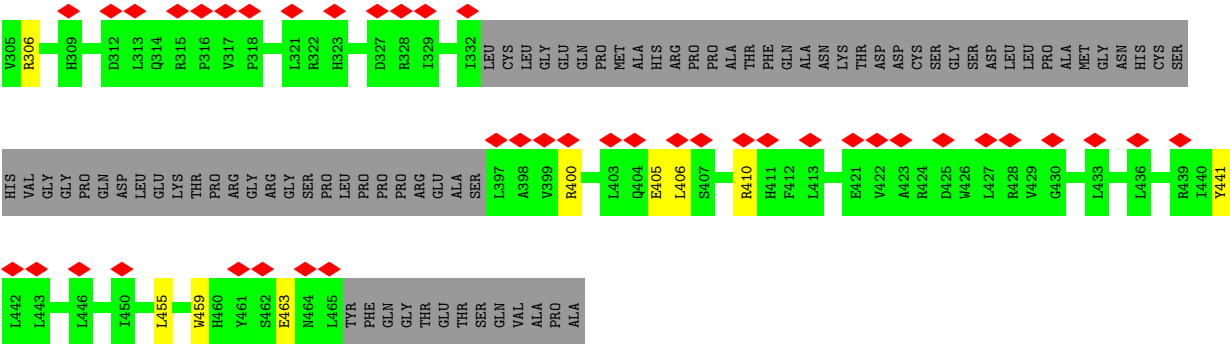 V305 R306 H309 D312 L313 Q314 R315 P316 V317 P318 L321 R322 H323 D327 R328 I329 I332 LEU CYS LEU GLY GLU GLN PRO MET ALA HIS ARG PRO PRO ALA THR PHE GLN ALA ASN LYS THR ASP ASP CYS SER GLY SER ASP LEU LEU PRO ALA MET GLY ASN HIS CYS SER
HIS VAL GLY GLY PRO GLN ASP LEU GLU LYS THR PRO ARG GLY ARG GLY SER PRO LEU PRO PRO PRO ARG GLU ALA SER L397 A398 V399 R400 L403 Q404 E405 L406 S407 R410 H411 F412 L413 E421 V422 A423 R424 D425 W426 L427 R428 V429 G430 L433 L436 R439 I440 Y441
L442 L443 L446 I450 L455 W459 H460 Y461 S462 E463 N464 L465 TYR PHE GLN GLY THR GLU THR SER GLN VAL ALA PRO ALA